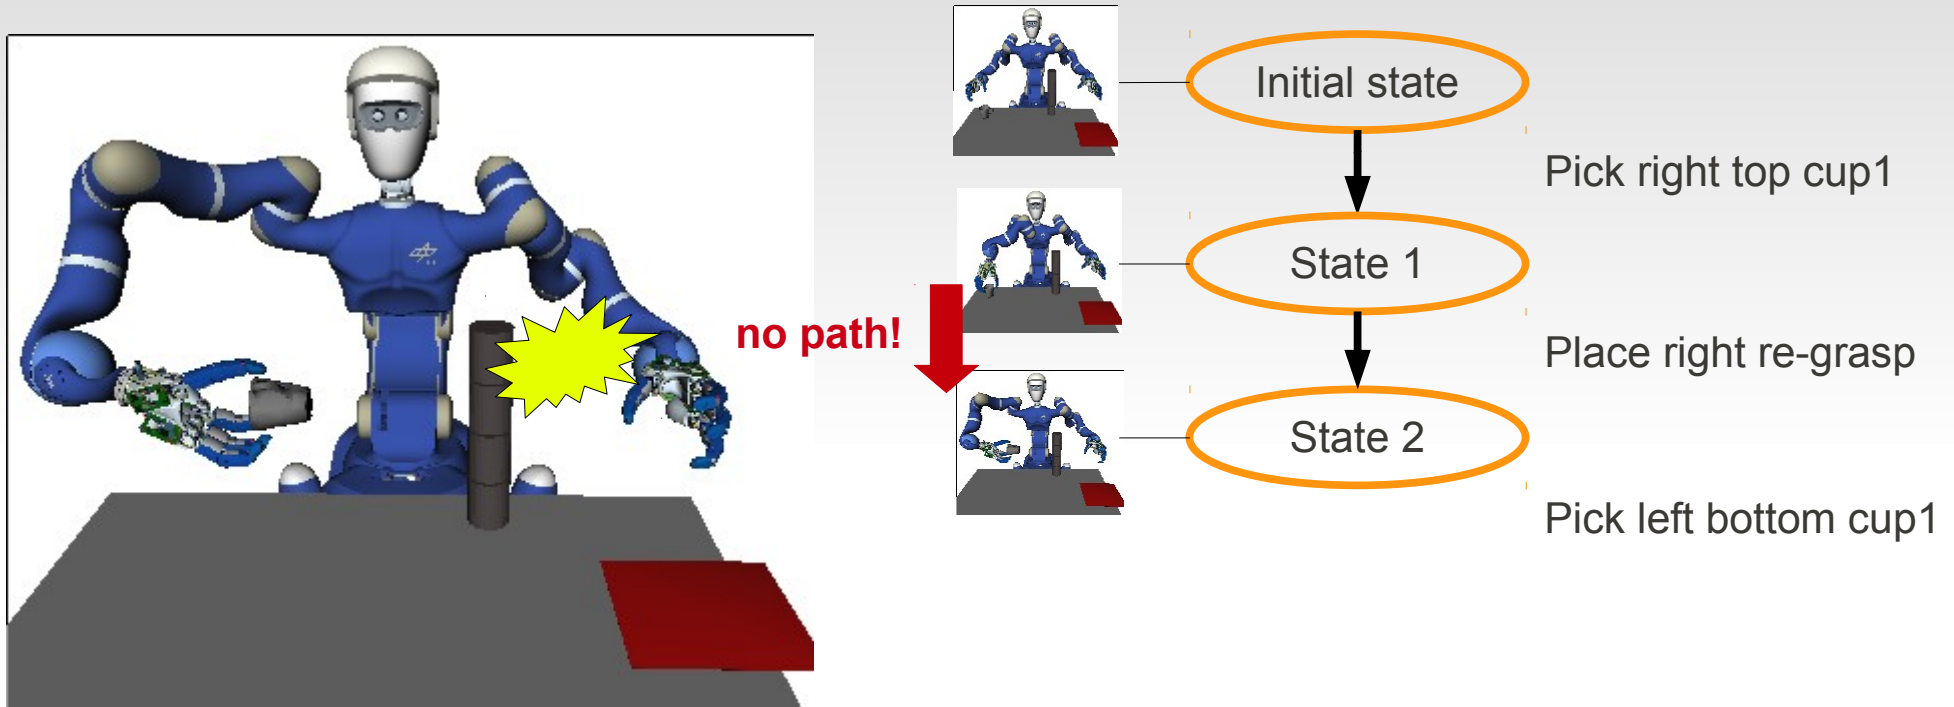 Initial state
Pick right top cup1
State 1
no path!
Place right re-grasp
State 2
Pick left bottom cup1